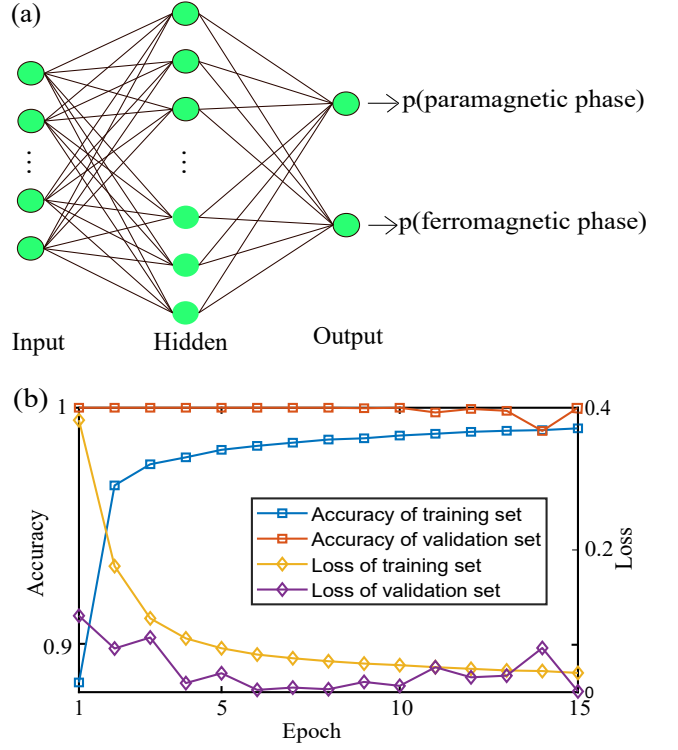 (a)
p(paramagnetic phase)
p(ferromagnetic phase)
Input
Hidden
Output
(b)
1
0.4
Accuracy of training set
Accuracy of validation set
Loss of training set
Loss of validation set
Accuracy
0.2
Loss
0.9
0
1
5
10
15
Epoch